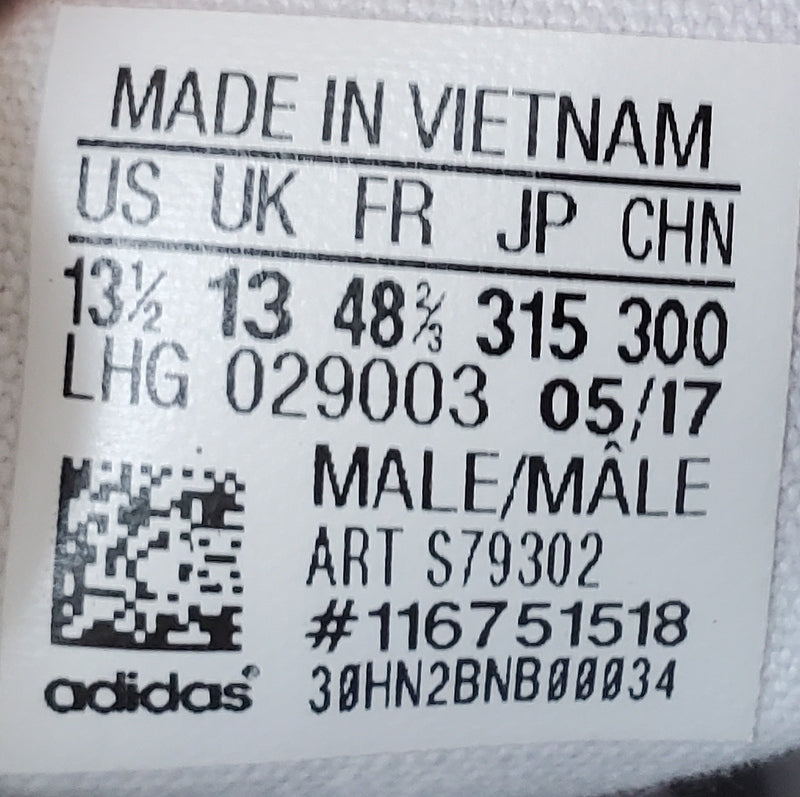 MADE IN VIETNAM
US UK FR JP CHN
13½ 13 48⅔ 315 300
LHG 029003 05/17
MALE/MÂLE
ART S79302
#116751518
adidas® 30HN2BNB00034